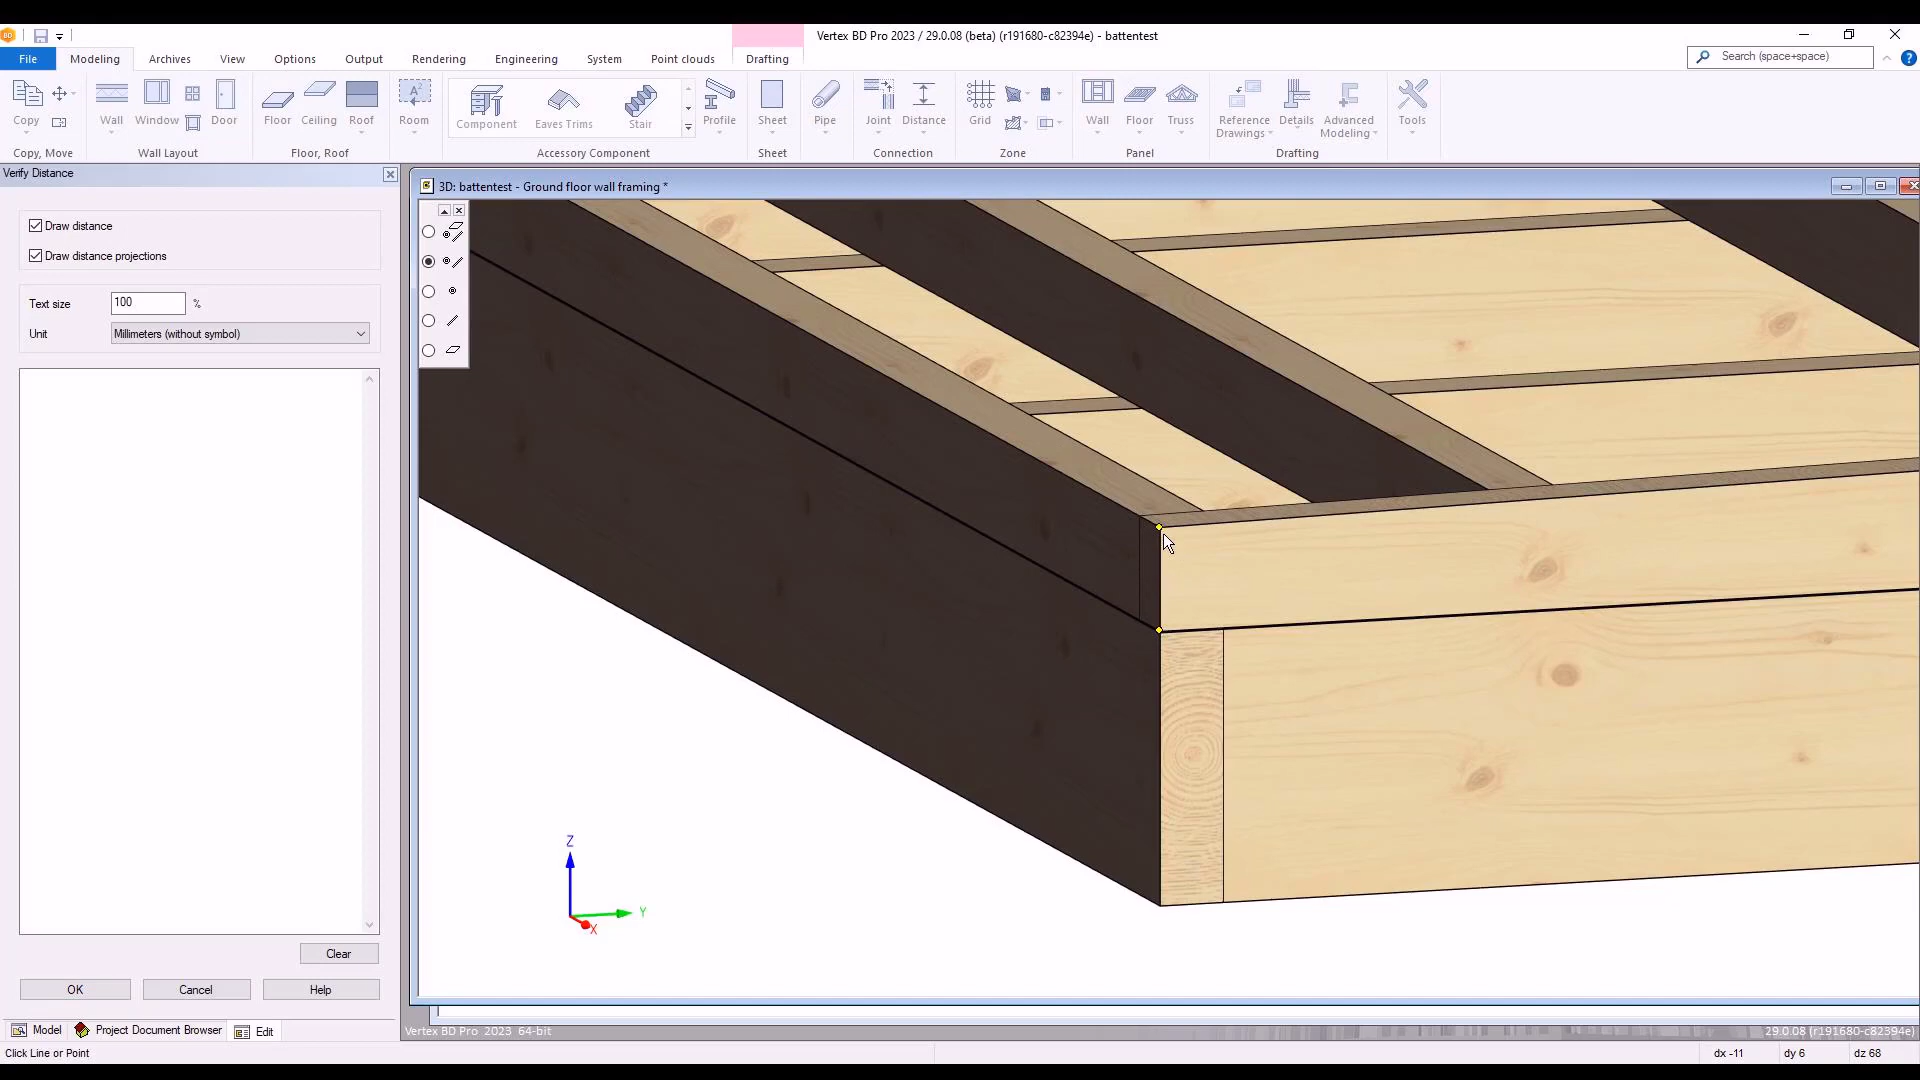 BD
Vertex BD Pro 2023 / 29.0.08 (beta) (r191680-c82394e) - battentest
File Modeling Archives View Options Output Rendering Engineering System Point clouds Drafting
Search (space+space)
?
Copy Wall Window Door Floor Ceiling Roof Room Component Eaves Trims Stair Profile Sheet Pipe Joint Distance Grid Wall Floor Truss Reference Drawings Details Advanced Modeling Tools
Copy, Move Wall Layout Floor, Roof Accessory Component Sheet Connection Zone Panel Drafting
Verify Distance
3D: battentest - Ground floor wall framing *
Draw distance
Draw distance projections
Text size 100 %
Unit Millimeters (without symbol)
Z
Y
X
Clear
OK Cancel Help
Model Project Document Browser Edit
Vertex BD Pro 2023 64-bit
29.0.08 (r191680-c82394e)
Click Line or Point
dx -11 dy 6 dz 68